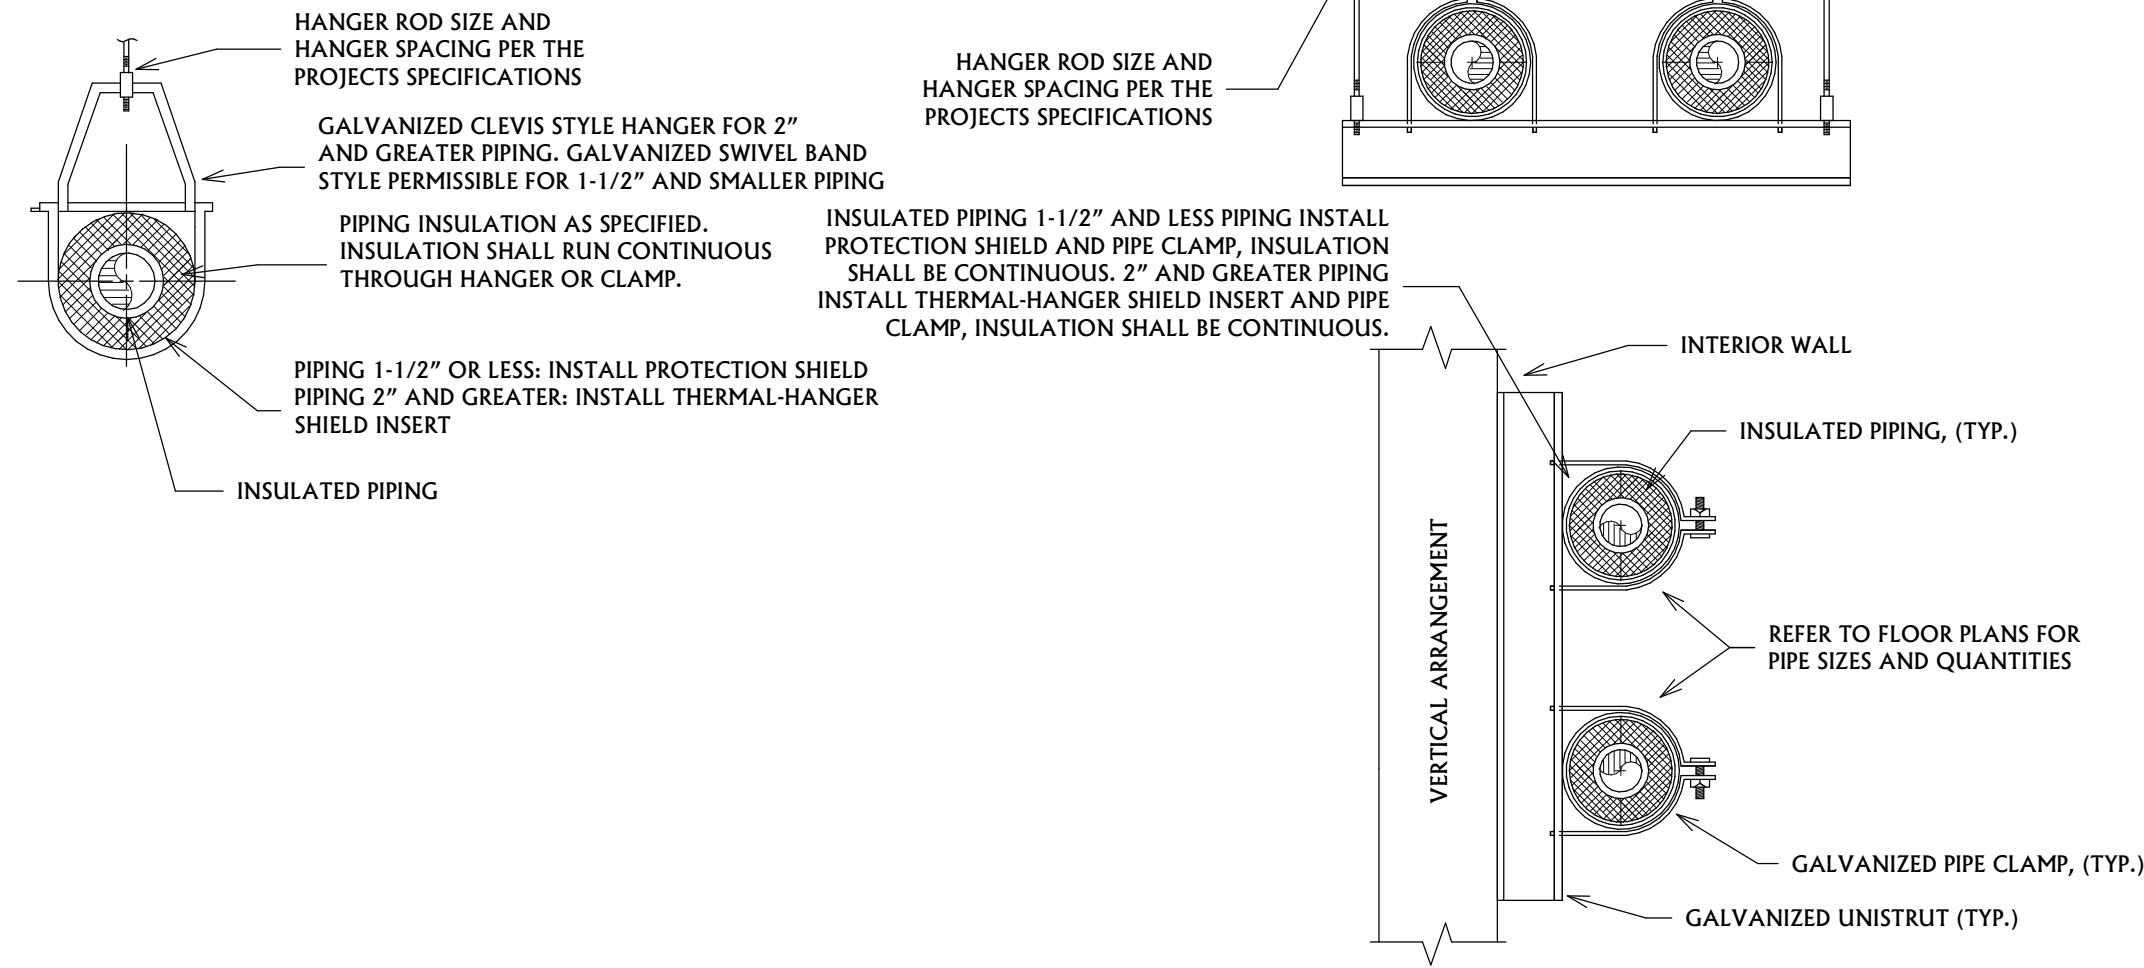 HANGER ROD SIZE AND
HANGER SPACING PER THE
PROJECTS SPECIFICATIONS
GALVANIZED CLEVIS STYLE HANGER FOR 2"
AND GREATER PIPING. GALVANIZED SWIVEL BAND
STYLE PERMISSIBLE FOR 1-1/2" AND SMALLER PIPING
PIPING INSULATION AS SPECIFIED.
INSULATION SHALL RUN CONTINUOUS
THROUGH HANGER OR CLAMP.
PIPING 1-1/2" OR LESS: INSTALL PROTECTION SHIELD
PIPING 2" AND GREATER: INSTALL THERMAL-HANGER
SHIELD INSERT
INSULATED PIPING
HANGER ROD SIZE AND
HANGER SPACING PER THE
PROJECTS SPECIFICATIONS
INSULATED PIPING 1-1/2" AND LESS PIPING INSTALL
PROTECTION SHIELD AND PIPE CLAMP, INSULATION
SHALL BE CONTINUOUS. 2" AND GREATER PIPING
INSTALL THERMAL-HANGER SHIELD INSERT AND PIPE
CLAMP, INSULATION SHALL BE CONTINUOUS.
INTERIOR WALL
INSULATED PIPING, (TYP.)
VERTICAL ARRANGEMENT
REFER TO FLOOR PLANS FOR
PIPE SIZES AND QUANTITIES
GALVANIZED PIPE CLAMP, (TYP.)
GALVANIZED UNISTRUT (TYP.)